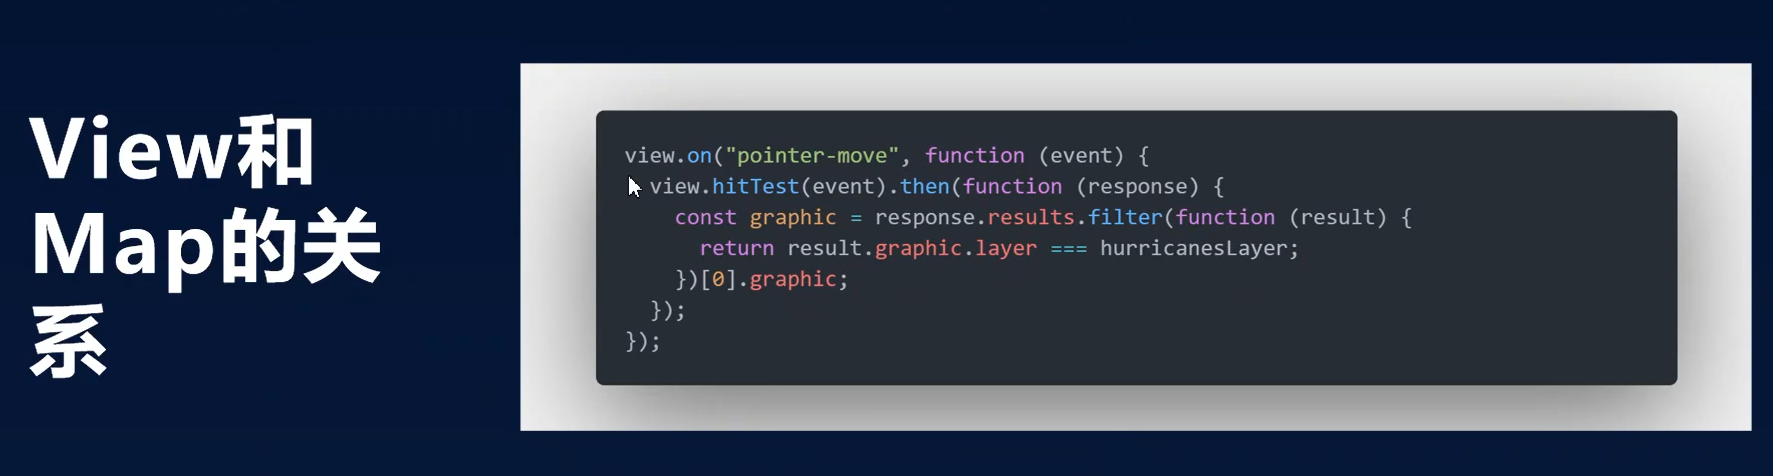 View和
Map的关
系
view.on("pointer-move", function (event) {
  view.hitTest(event).then(function (response) {
    const graphic = response.results.filter(function (result) {
      return result.graphic.layer === hurricanesLayer;
    })[0].graphic;
  });
});